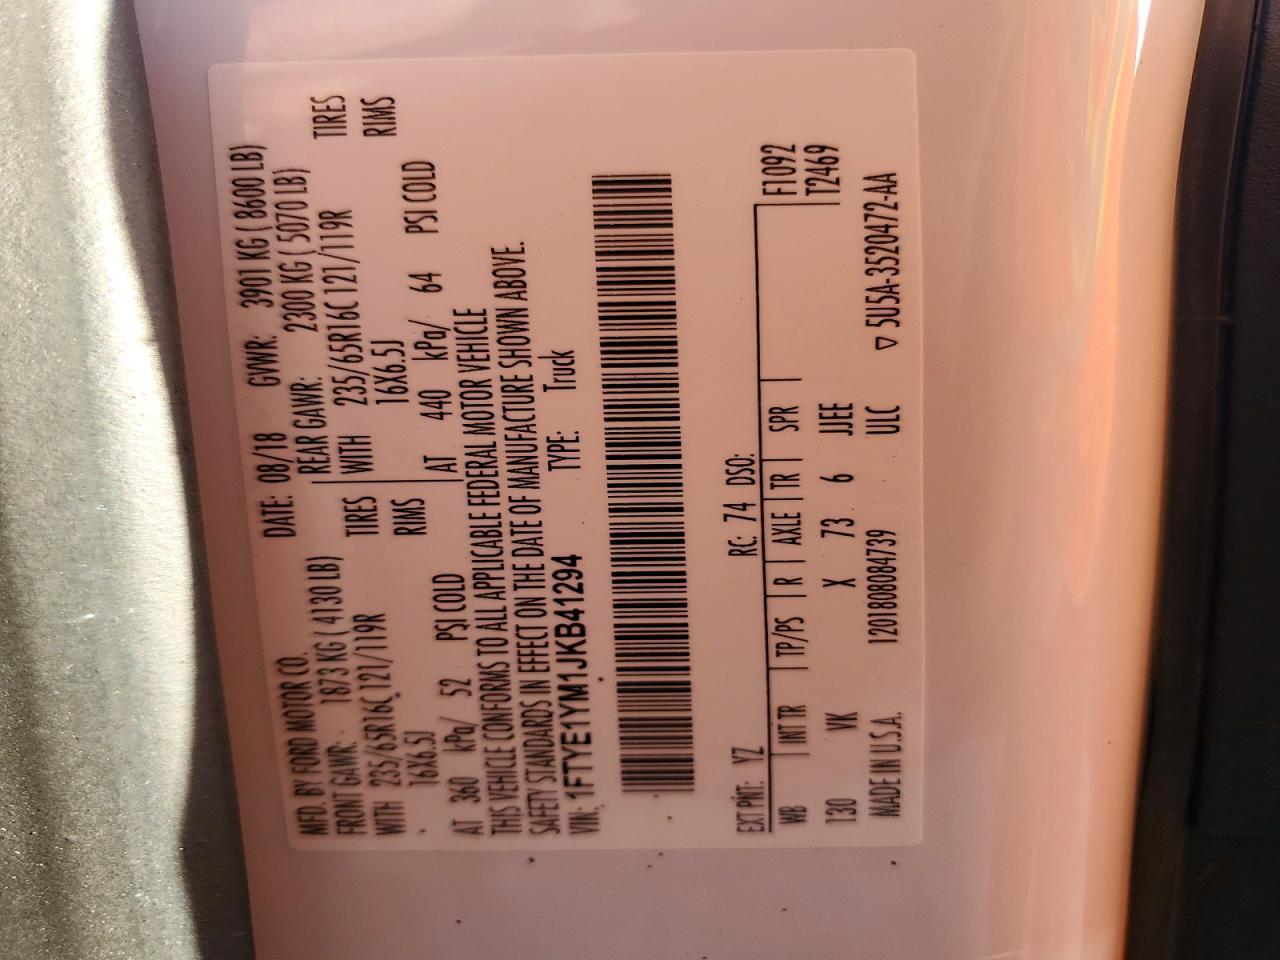 MFD. BY FORD MOTOR CO. DATE: 08/18 GVWR: 3901 KG ( 8600 LB)
FRONT GAWR: 1873 KG ( 4130 LB) REAR GAWR: 2300 KG ( 5070 LB)
WITH 235/65R16C 121/119R TIRES WITH 235/65R16C 121/119R TIRES
16X6.5J RIMS 16X6.5J RIMS
AT 360 kPa/ 52 PSI COLD AT 440 kPa/ 64 PSI COLD
THIS VEHICLE CONFORMS TO ALL APPLICABLE FEDERAL MOTOR VEHICLE
SAFETY STANDARDS IN EFFECT ON THE DATE OF MANUFACTURE SHOWN ABOVE.
VIN: 1FTYE1YM1JKB41294 TYPE: Truck
EXT PNT: YZ RC: 74 DSO: F1092
WB INT TR TP/PS R AXLE TR SPR T2469
130 VK X 73 6 JJEE
MADE IN U.S.A. 120180804739 ULC ▽ 5U5A-3520472-AA